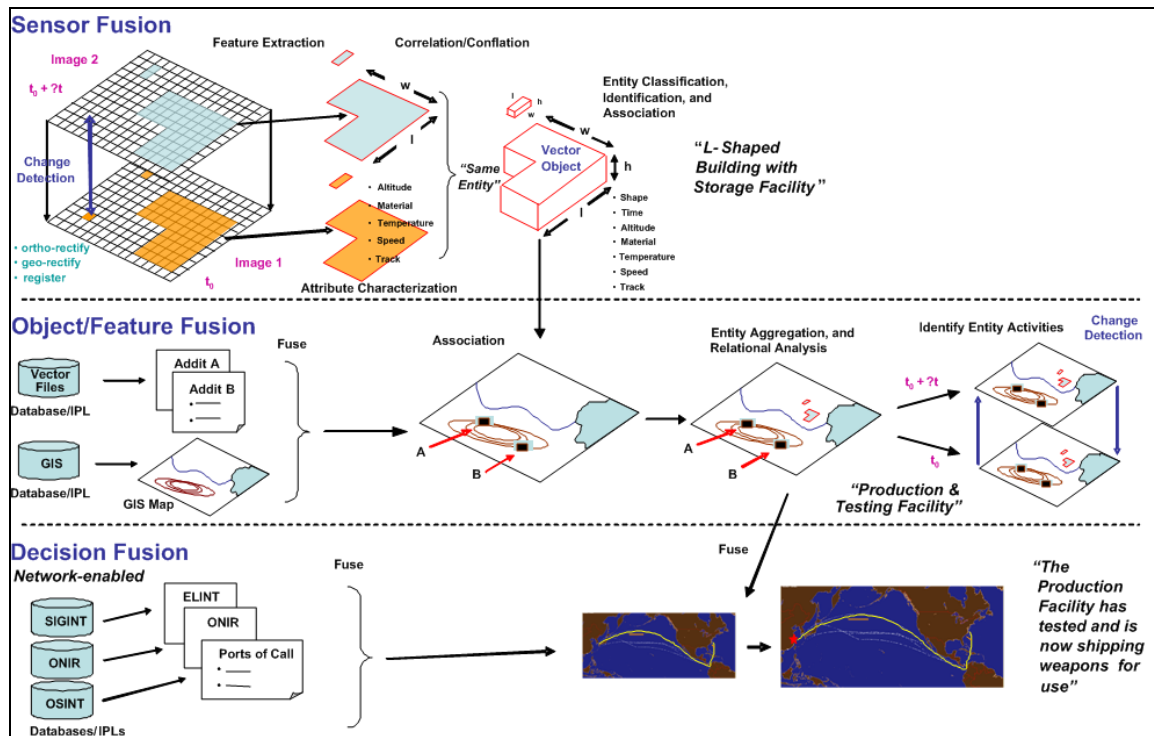 Sensor Fusion
Image 2
t0 + ?t
Change
Detection
• ortho-rectify
• geo-rectify
• register
Image 1
t0
Feature Extraction
Correlation/Conflation
w
l
"Same
Entity"
• Altitude
• Material
• Temperature
• Speed
• Track
Attribute Characterization
Entity Classification,
Identification, and
Association
l
h
w
w
Vector
Object
h
l
• Shape
• Time
• Altitude
• Material
• Temperature
• Speed
• Track
"L- Shaped
Building with
Storage Facility"
Object/Feature Fusion
Vector
Files
Database/IPL
GIS
Database/IPL
Addit A
Addit B
GIS Map
Fuse
Association
A
B
Entity Aggregation, and
Relational Analysis
A
B
Identify Entity Activities
Change
Detection
t0 + ?t
t0
"Production &
Testing Facility"
Decision Fusion
Network-enabled
SIGINT
ONIR
OSINT
Databases/IPLs
ELINT
ONIR
Ports of Call
Fuse
Fuse
"The
Production
Facility has
tested and is
now shipping
weapons for
use"